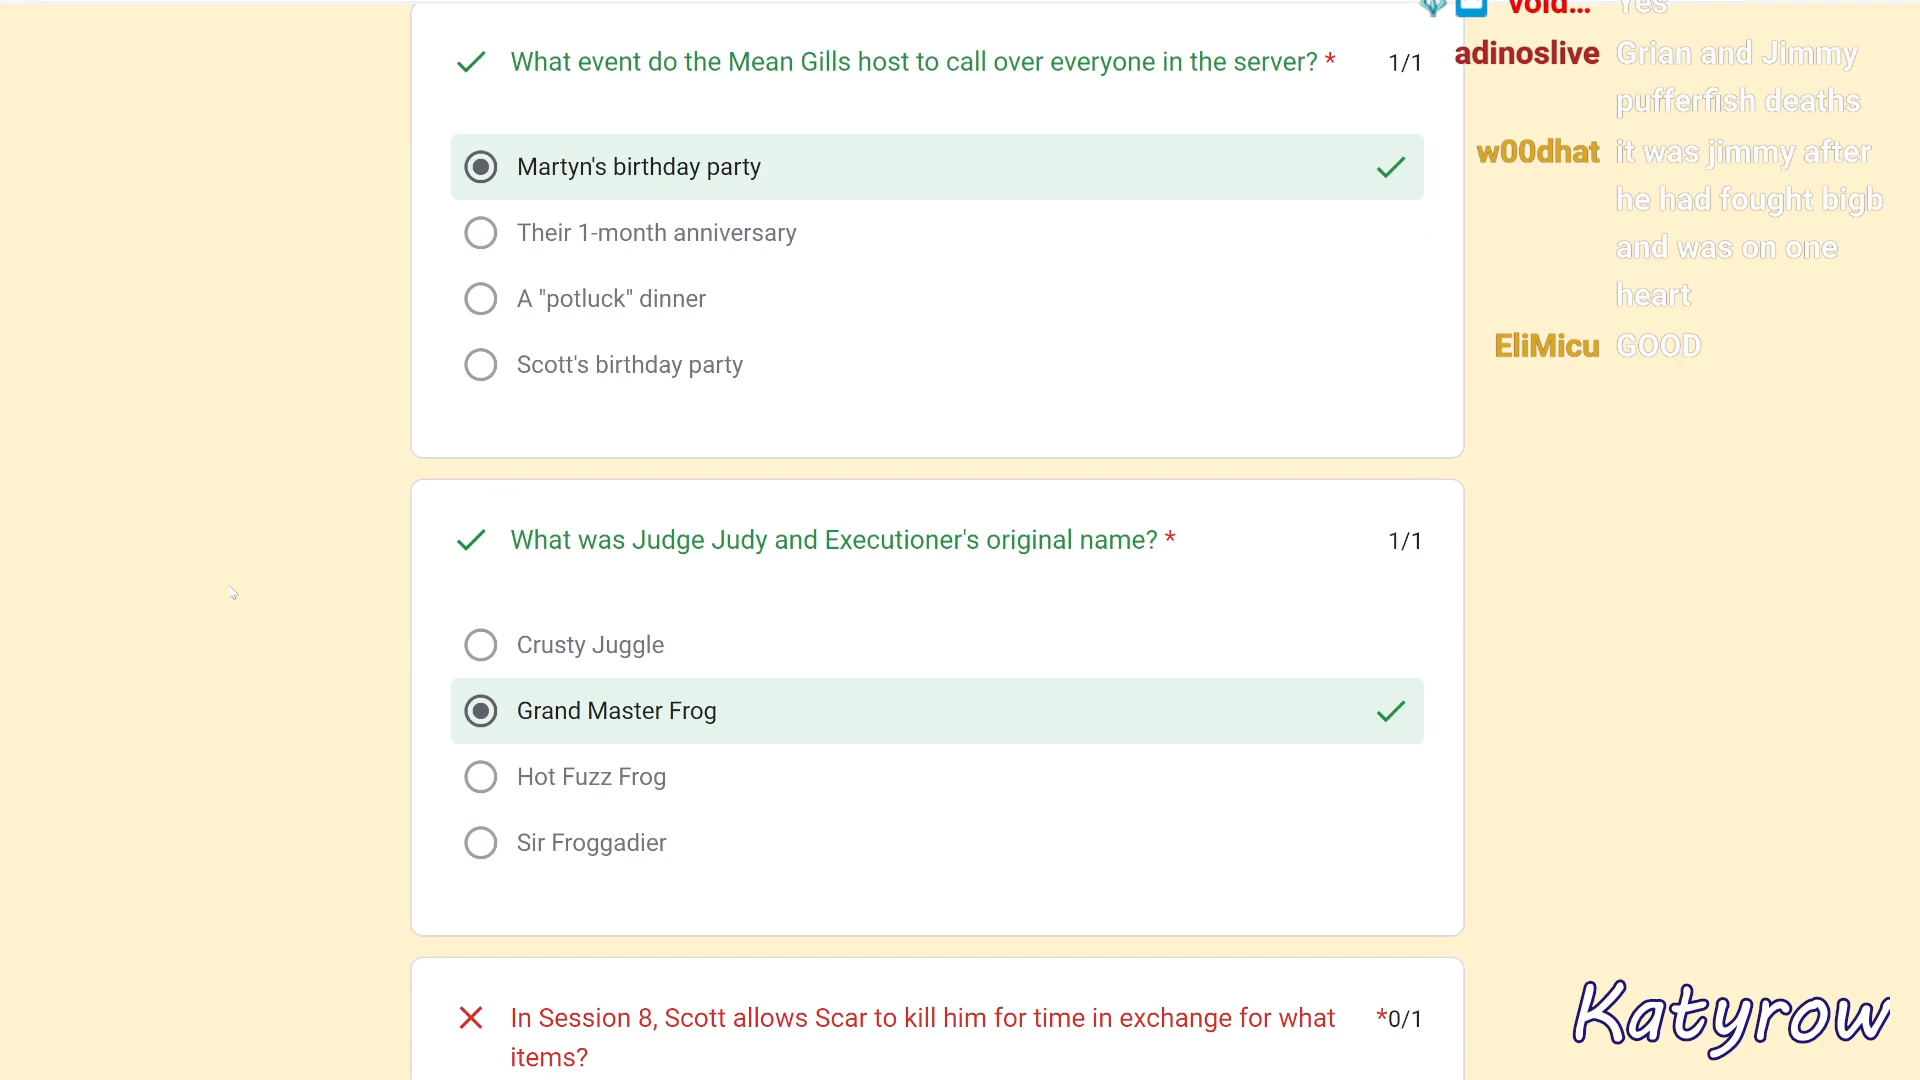 What event do the Mean Gills host to call over everyone in the server? *
1/1
Martyn's birthday party
Their 1-month anniversary
A "potluck" dinner
Scott's birthday party
What was Judge Judy and Executioner's original name? *
1/1
Crusty Juggle
Grand Master Frog
Hot Fuzz Frog
Sir Froggadier
In Session 8, Scott allows Scar to kill him for time in exchange for what
items?
*0/1
void... Yes
adinoslive Grian and Jimmy
pufferfish deaths
w00dhat it was jimmy after
he had fought bigb
and was on one
heart
EliMicu GOOD
Katyrow